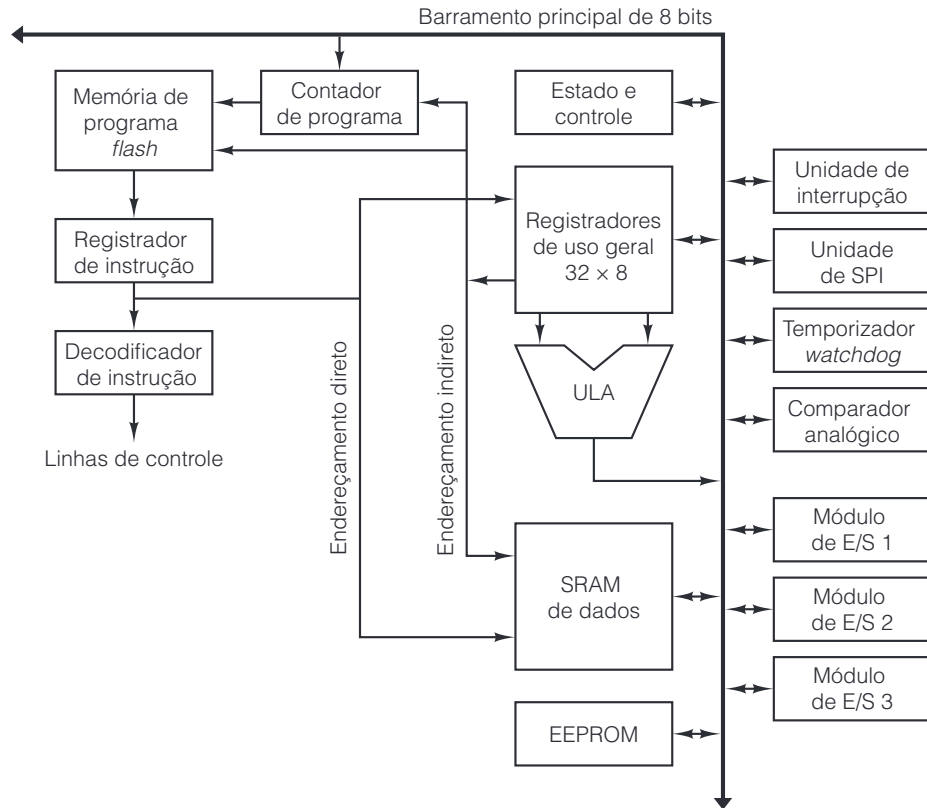 Barramento principal de 8 bits
Memória de
programa
flash
Contador
de programa
Estado e
controle
Unidade de
interrupção
Registrador
de instrução
Registradores
de uso geral
32 × 8
Unidade
de SPI
Decodificador
de instrução
Temporizador
watchdog
ULA
Comparador
analógico
Linhas de controle
Endereçamento direto
Endereçamento indireto
Módulo
de E/S 1
SRAM
de dados
Módulo
de E/S 2
Módulo
de E/S 3
EEPROM